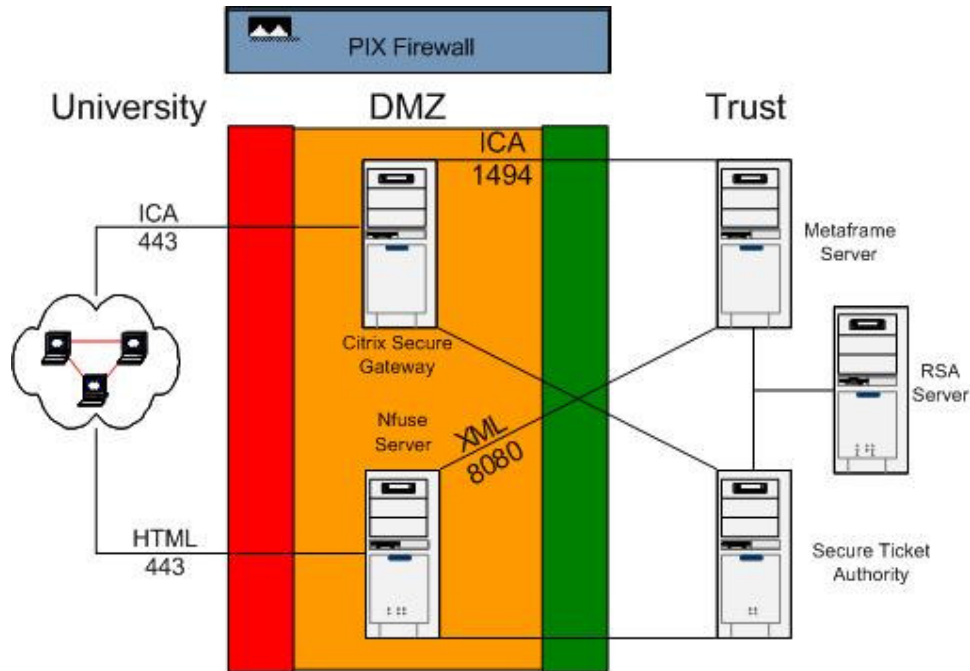 PIX Firewall
University
DMZ
Trust
ICA
1494
ICA
443
Metaframe
Server
Citrix Secure
Gateway
RSA
Server
Nfuse
Server
XML
8080
HTML
443
Secure Ticket
Authority